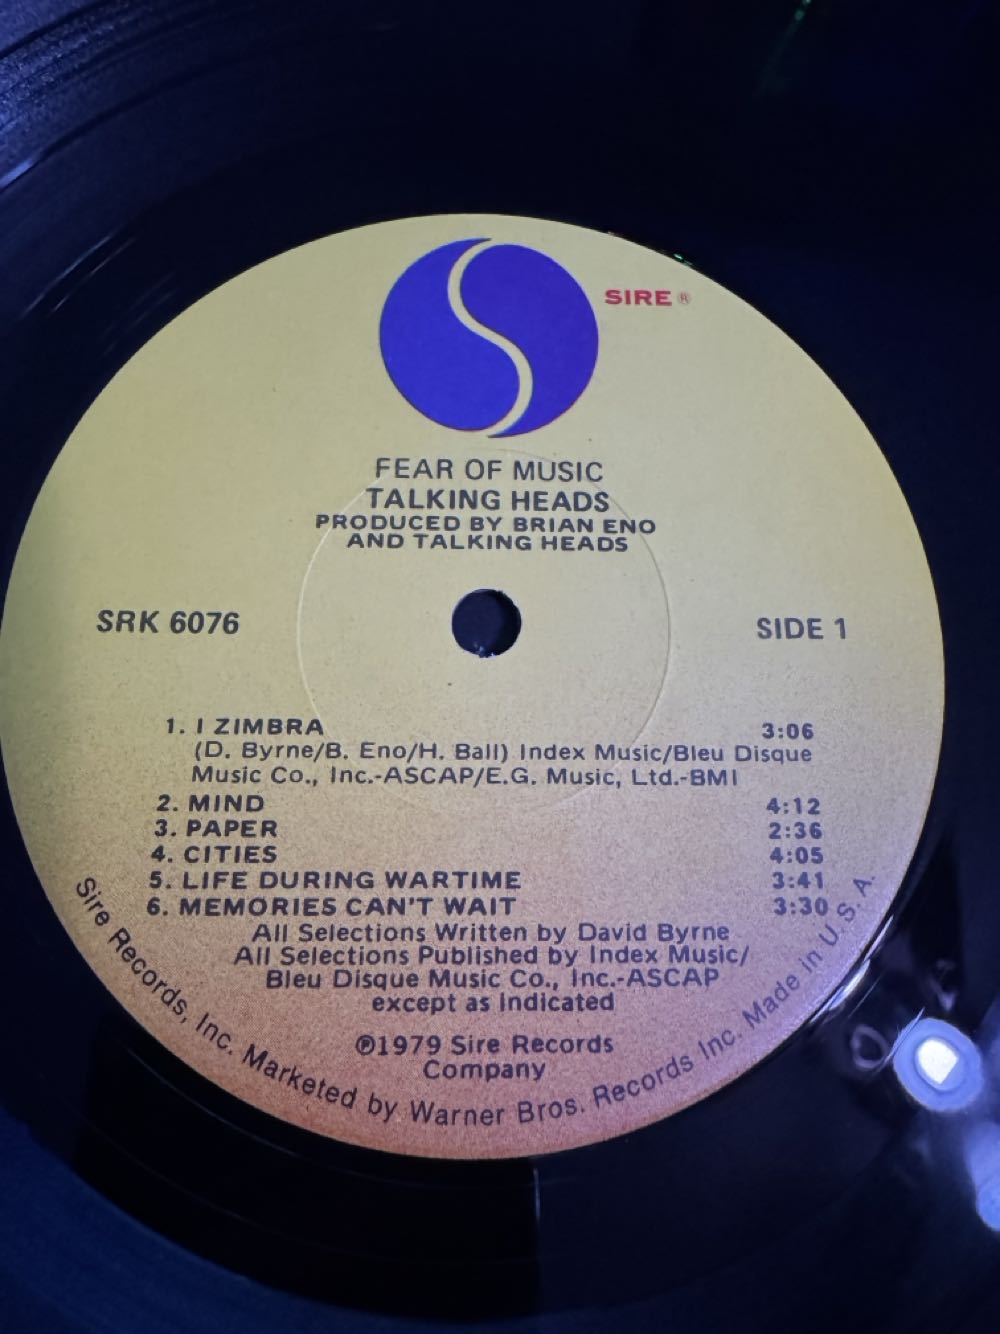 SIRE ®
FEAR OF MUSIC
TALKING HEADS
PRODUCED BY BRIAN ENO
AND TALKING HEADS
SRK 6076
SIDE 1
1. I ZIMBRA 3:06
(D. Byrne/B. Eno/H. Ball) Index Music/Bleu Disque
Music Co., Inc.-ASCAP/E.G. Music, Ltd.-BMI
2. MIND 4:12
3. PAPER 2:36
4. CITIES 4:05
5. LIFE DURING WARTIME 3:41
6. MEMORIES CAN'T WAIT 3:30
All Selections Written by David Byrne
All Selections Published by Index Music/
Bleu Disque Music Co., Inc.-ASCAP
except as indicated
℗1979 Sire Records
Company
Sire Records, Inc. Marketed by Warner Bros. Records Inc. Made in U. S. A.